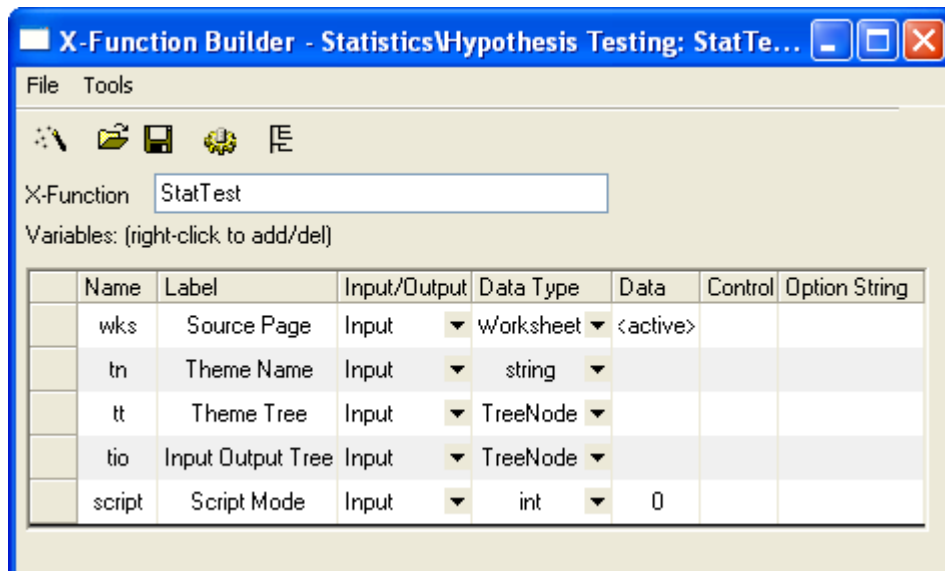 X-Function Builder - Statistics\Hypothesis Testing: StatTe...
File Tools
X-Function StatTest
Variables: (right-click to add/del)
Name Label Input/Output Data Type Data Control Option String
wks Source Page Input Worksheet <active>
tn Theme Name Input string
tt Theme Tree Input TreeNode
tio Input Output Tree Input TreeNode
script Script Mode Input int 0